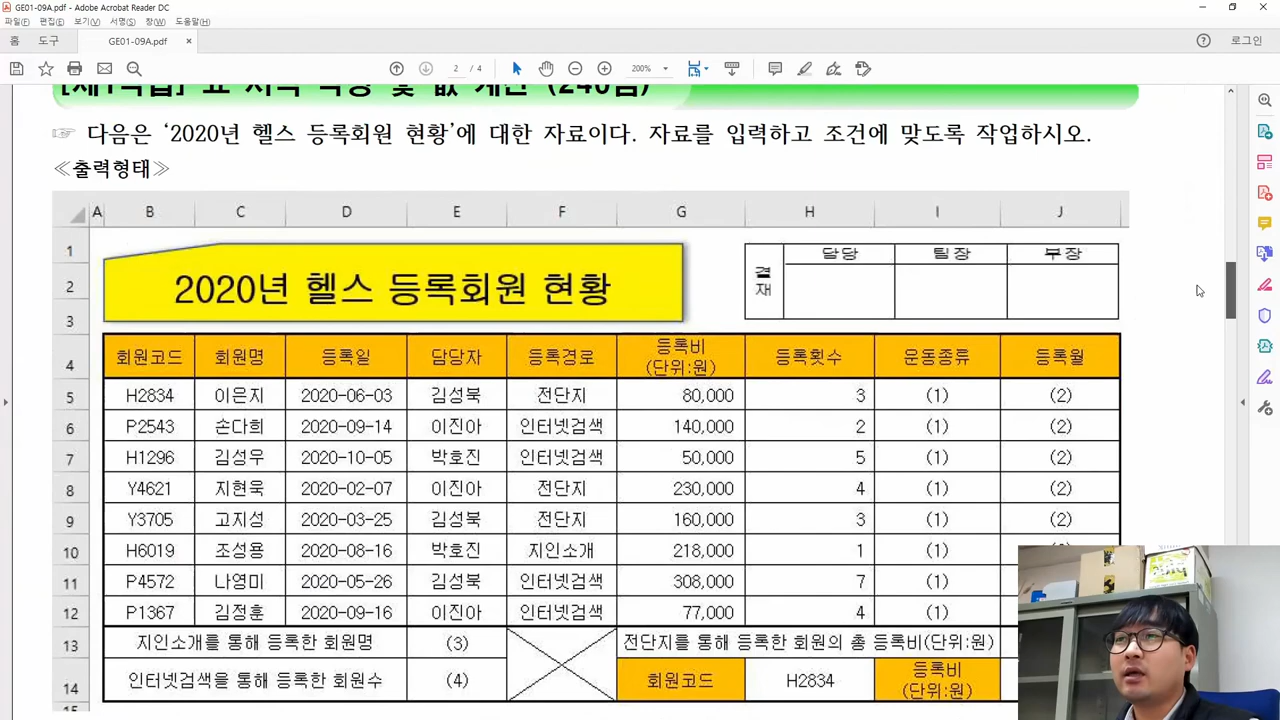 GE01-09A.pdf - Adobe Acrobat Reader DC
파일(F) 편집(E) 보기(V) 서명(S) 창(W) 도움말(H)
홈 도구 GE01-09A.pdf × 로그인
2 / 4 200%
[제1작업] 표 서식 작성 및 값 계산 (240점)
☞ 다음은 ‘2020년 헬스 등록회원 현황’에 대한 자료이다. 자료를 입력하고 조건에 맞도록 작업하시오.
≪출력형태≫
A B C D E F G H I J
1 2020년 헬스 등록회원 현황 결재 담당 팀장 부장
2
3
4 회원코드 회원명 등록일 담당자 등록경로 등록비 (단위:원) 등록횟수 운동종류 등록월
5 H2834 이은지 2020-06-03 김성북 전단지 80,000 3 (1) (2)
6 P2543 손다희 2020-09-14 이진아 인터넷검색 140,000 2 (1) (2)
7 H1296 김성우 2020-10-05 박호진 인터넷검색 50,000 5 (1) (2)
8 Y4621 지현욱 2020-02-07 이진아 전단지 230,000 4 (1) (2)
9 Y3705 고지성 2020-03-25 김성북 전단지 160,000 3 (1) (2)
10 H6019 조성용 2020-08-16 박호진 지인소개 218,000 1 (1)
11 P4572 나영미 2020-05-26 김성북 인터넷검색 308,000 7 (1)
12 P1367 김정훈 2020-09-16 이진아 인터넷검색 77,000 4 (1)
13 지인소개를 통해 등록한 회원명 (3) 전단지를 통해 등록한 회원의 총 등록비(단위:원)
14 인터넷검색을 통해 등록한 회원수 (4) 회원코드 H2834 등록비 (단위:원)
15